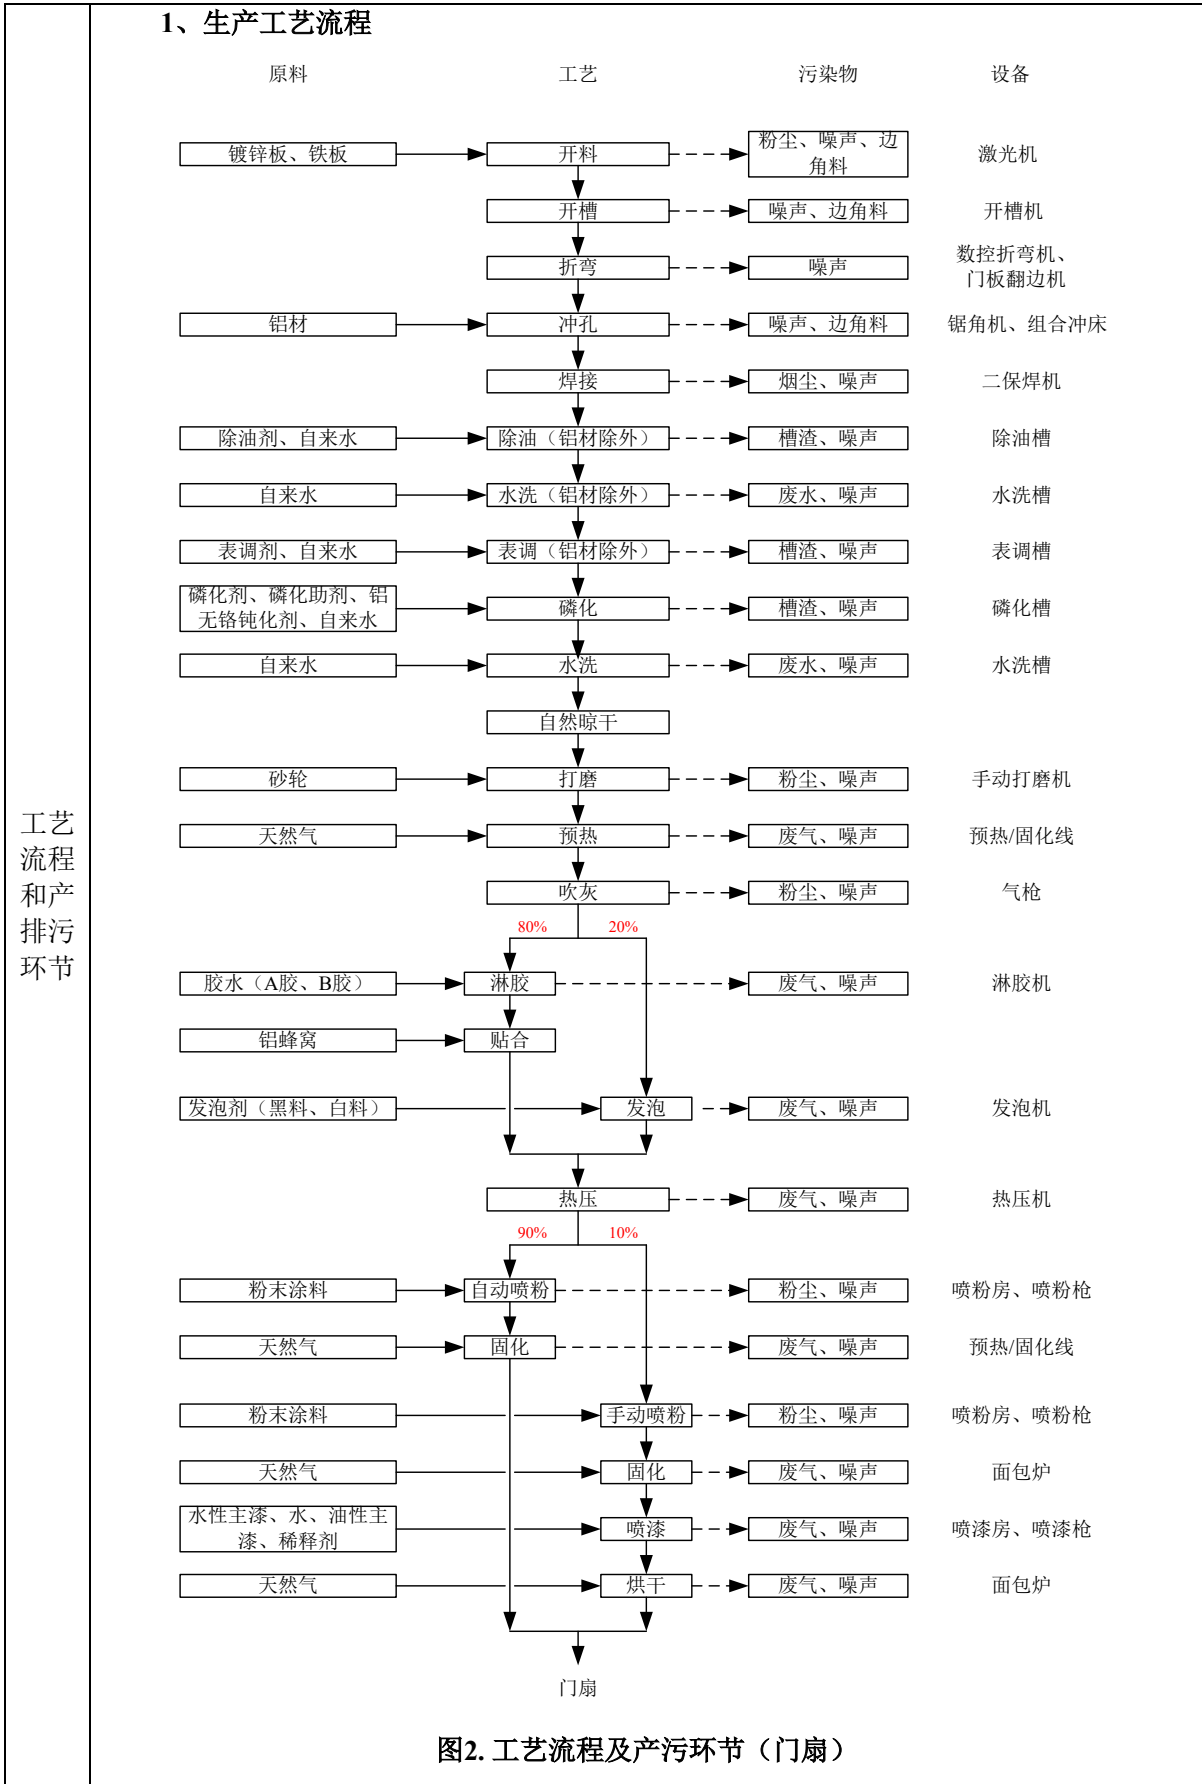 1、生产工艺流程
原料 工艺 污染物 设备
镀锌板、铁板 开料 粉尘、噪声、边
角料 激光机
开槽 噪声、边角料 开槽机
折弯 噪声 数控折弯机、
门板翻边机
铝材 冲孔 噪声、边角料 锯角机、组合冲床
焊接 烟尘、噪声 二保焊机
除油剂、自来水 除油（铝材除外） 槽渣、噪声 除油槽
自来水 水洗（铝材除外） 废水、噪声 水洗槽
表调剂、自来水 表调（铝材除外） 槽渣、噪声 表调槽
磷化剂、磷化助剂、铝
无铬钝化剂、自来水 磷化 槽渣、噪声 磷化槽
自来水 水洗 废水、噪声 水洗槽
自然晾干
砂轮 打磨 粉尘、噪声 手动打磨机
天然气 预热 废气、噪声 预热/固化线
吹灰 粉尘、噪声 气枪
80% 20%
胶水（A胶、B胶） 淋胶 废气、噪声 淋胶机
铝蜂窝 贴合
发泡剂（黑料、白料） 发泡 废气、噪声 发泡机
热压 废气、噪声 热压机
90% 10%
粉末涂料 自动喷粉 粉尘、噪声 喷粉房、喷粉枪
天然气 固化 废气、噪声 预热/固化线
粉末涂料 手动喷粉 粉尘、噪声 喷粉房、喷粉枪
天然气 固化 废气、噪声 面包炉
水性主漆、水、油性主
漆、稀释剂 喷漆 废气、噪声 喷漆房、喷漆枪
天然气 烘干 废气、噪声 面包炉
门扇
图2. 工艺流程及产污环节（门扇）
工艺
流程
和产
排污
环节